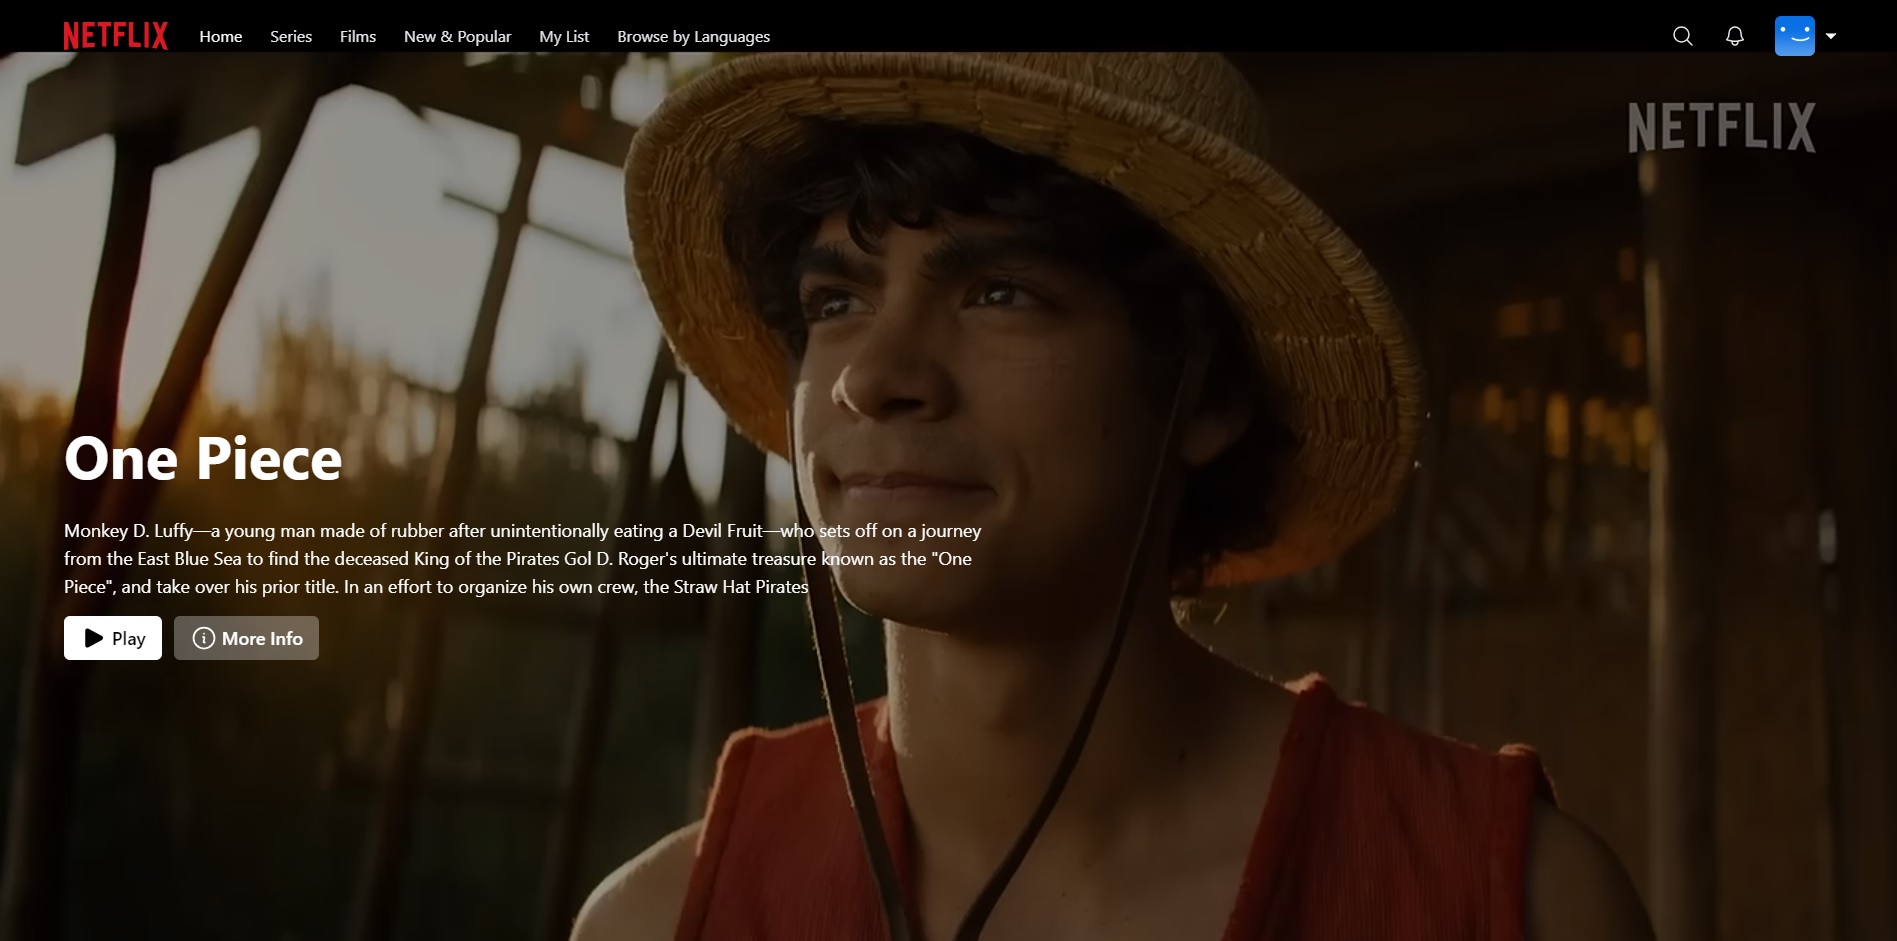 NETFLIX
Home
Series
Films
New & Popular
My List
Browse by Languages
NETFLIX
One Piece
Monkey D. Luffy—a young man made of rubber after unintentionally eating a Devil Fruit—who sets off on a journey
from the East Blue Sea to find the deceased King of the Pirates Gol D. Roger's ultimate treasure known as the "One
Piece", and take over his prior title. In an effort to organize his own crew, the Straw Hat Pirates
Play
More Info